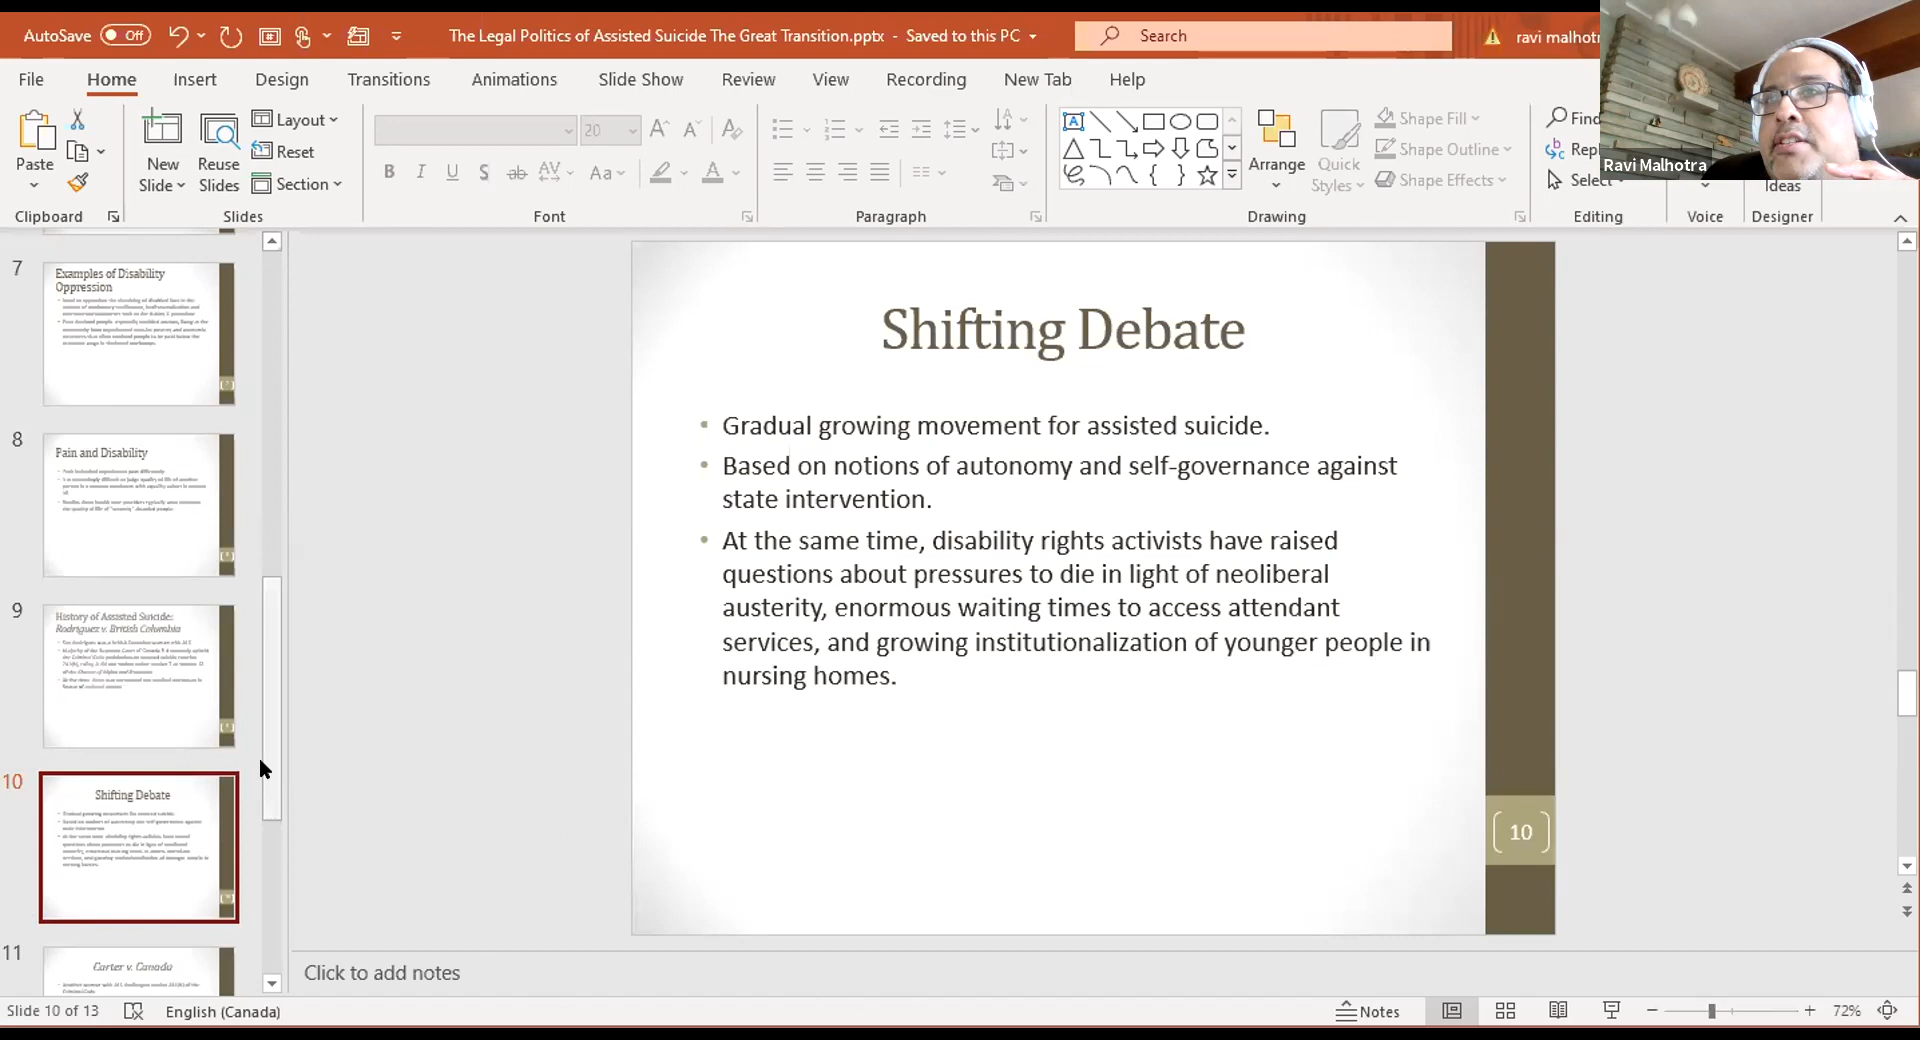 AutoSave Off
The Legal Politics of Assisted Suicide The Great Transition.pptx - Saved to this PC
Search
ravi malhotr
File Home Insert Design Transitions Animations Slide Show Review View Recording New Tab Help
Paste
New
Slide
Reuse
Slides
Layout
Reset
Section
20
B I U S ab AV Aa A
Arrange
Quick
Styles
Shape Fill
Shape Outline
Shape Effects
Find
Repl
Select
Ravi Malhotra
Ideas
Clipboard Slides Font Paragraph Drawing Editing Voice Designer
7
Examples of Disability
Oppression
8
Pain and Disability
9
History of Assisted Suicide:
Rodriguez v. British Columbia
10
Shifting Debate
11
Carter v. Canada
Shifting Debate
• Gradual growing movement for assisted suicide.
• Based on notions of autonomy and self-governance against
state intervention.
• At the same time, disability rights activists have raised
questions about pressures to die in light of neoliberal
austerity, enormous waiting times to access attendant
services, and growing institutionalization of younger people in
nursing homes.
10
Click to add notes
Slide 10 of 13
English (Canada)
Notes
72%